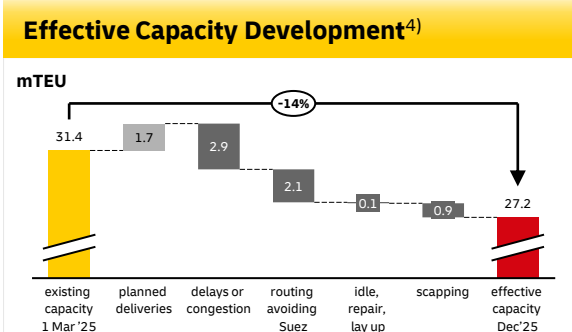 Effective Capacity Development4)
mTEU
-14%
31.4
1.7
2.9
2.1
0.1
0.9
27.2
existing
capacity
1 Mar '25
planned
deliveries
delays or
congestion
routing
avoiding
Suez
idle,
repair,
lay up
scapping
effective
capacity
Dec'25